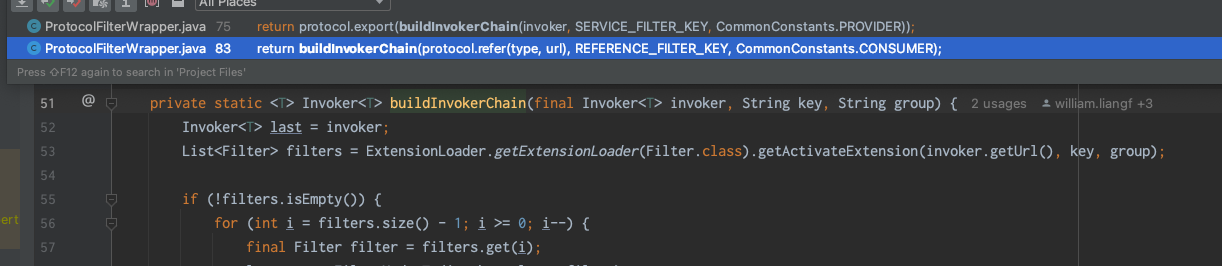 All Places
ProtocolFilterWrapper.java 75 return protocol.export(buildInvokerChain(invoker, SERVICE_FILTER_KEY, CommonConstants.PROVIDER));
ProtocolFilterWrapper.java 83 return buildInvokerChain(protocol.refer(type, url), REFERENCE_FILTER_KEY, CommonConstants.CONSUMER);
Press ⇧F12 again to search in 'Project Files'
51 @ private static <T> Invoker<T> buildInvokerChain(final Invoker<T> invoker, String key, String group) { 2 usages william.liangf +3
52 Invoker<T> last = invoker;
53 List<Filter> filters = ExtensionLoader.getExtensionLoader(Filter.class).getActivateExtension(invoker.getUrl(), key, group);
54
55 if (!filters.isEmpty()) {
56 for (int i = filters.size() - 1; i >= 0; i--) {
ert
57 final Filter filter = filters.get(i);